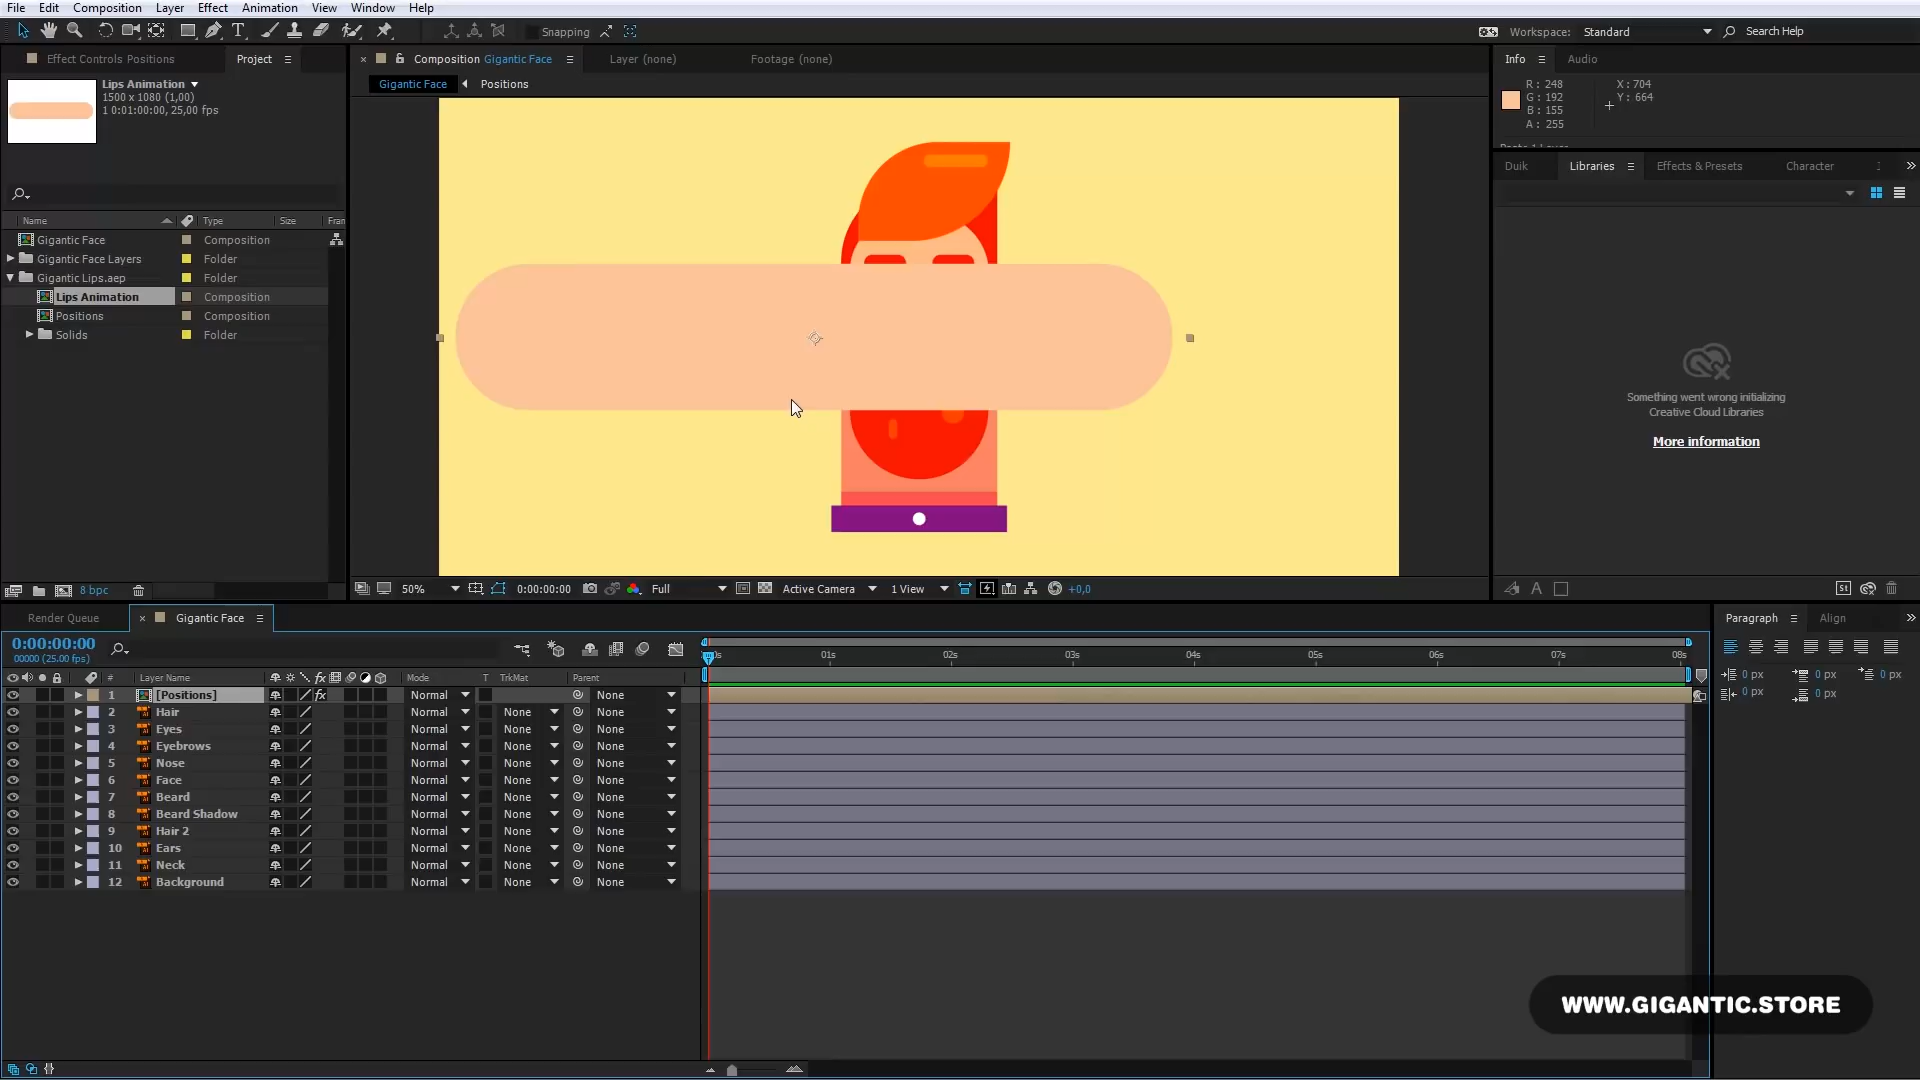 File Edit Composition Layer Effect Animation View Window Help
Snapping
Workspace: Standard
Search Help
Effect Controls Positions
Project
Composition Gigantic Face
Layer (none)
Footage (none)
Info
Audio
Lips Animation
1500 x 1080 (1,00)
1 0:01:00:00, 25,00 fps
Gigantic Face
Positions
R : 248
G : 192
B : 155
A : 255
X : 704
Y : 664
Duik
Libraries
Effects & Presets
Character
Name Type Size Fran
Gigantic Face Composition
Gigantic Face Layers Folder
Gigantic Lips.aep Folder
Lips Animation Composition
Positions Composition
Solids Folder
Something went wrong initializing
Creative Cloud Libraries
More information
8 bpc
50%
0:00:00:00
Full
Active Camera
1 View
+0,0
Render Queue
Gigantic Face
Paragraph
Align
0:00:00:00
00000 (25.00 fps)
01s 02s 03s 04s 05s 06s 07s 08s
0 px 0 px 0 px
0 px 0 px
# Layer Name Mode T TrkMat Parent
1 [Positions] Normal None
2 Hair Normal None None
3 Eyes Normal None None
4 Eyebrows Normal None None
5 Nose Normal None None
6 Face Normal None None
7 Beard Normal None None
8 Beard Shadow Normal None None
9 Hair 2 Normal None None
10 Ears Normal None None
11 Neck Normal None None
12 Background Normal None None
WWW.GIGANTIC.STORE